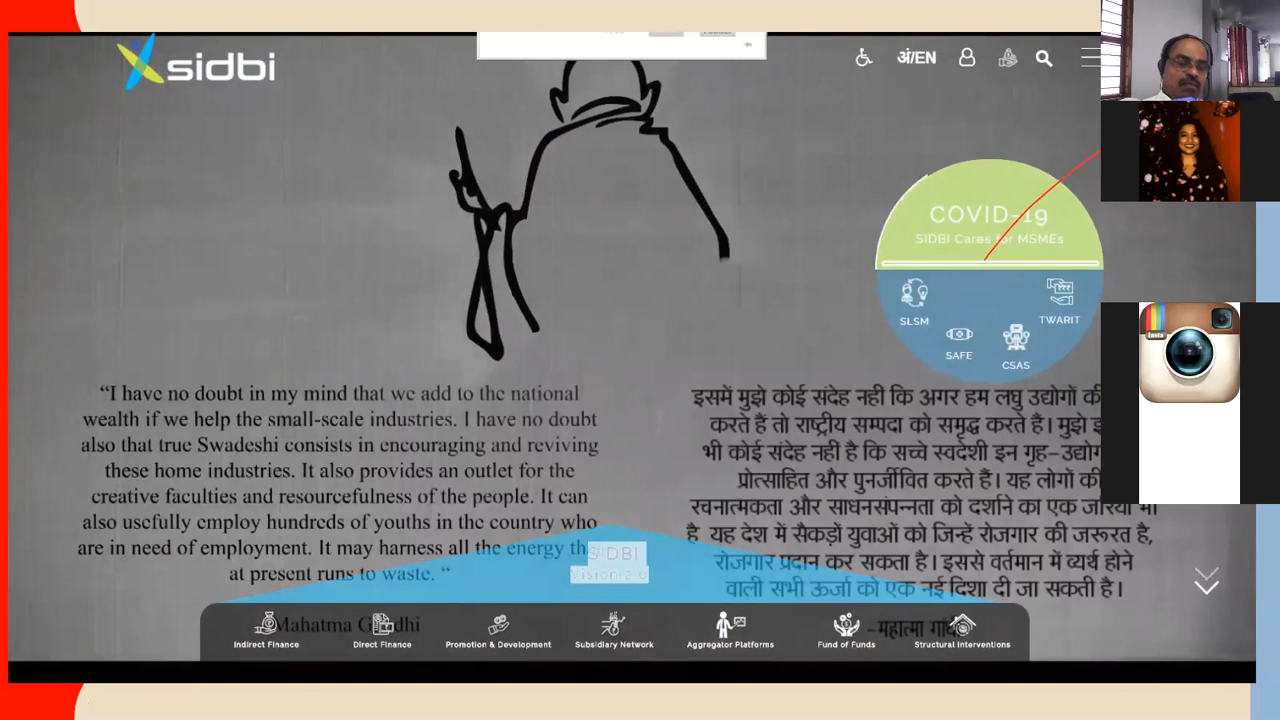 sidbi
अं/EN
COVID-19
SIDBI Cares for MSMEs
SLSM
TWARIT
SAFE
CSAS
Insta
“I have no doubt in my mind that we add to the national
wealth if we help the small-scale industries. I have no doubt
also that true Swadeshi consists in encouraging and reviving
these home industries. It also provides an outlet for the
creative faculties and resourcefulness of the people. It can
also usefully employ hundreds of youths in the country who
are in need of employment. It may harness all the energy
at present runs to waste. “
Mahatma Gandhi
इसमें मुझे कोई संदेह नहीं कि अगर हम लघु उद्योगों की
करते हैं तो राष्ट्रीय सम्पदा को समृद्ध करते हैं। मुझे
भी कोई संदेह नहीं है कि सच्चे स्वदेशी इन गृह-उद्योग
प्रोत्साहित और पुनर्जीवित करते हैं। यह लोगों की
रचनात्मकता और साधनसंपन्नता को दर्शाने का एक जरिया भी
है यह देश में सैकड़ों युवाओं को जिन्हें रोजगार की जरूरत है,
रोजगार प्रदान कर सकता है। इससे वर्तमान में व्यर्थ होने
वाली सभी ऊर्जा को एक नई दिशा दी जा सकती है।
-महात्मा गांधी
SIDBI
Vision 2.0
Indirect Finance
Direct Finance
Promotion & Development
Subsidiary Network
Aggregator Platforms
Fund of Funds
Structural Interventions